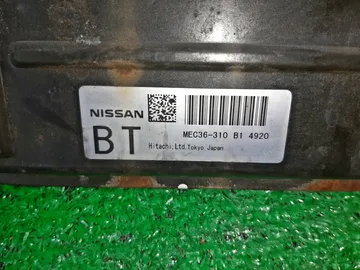 NISSAN
BT
MEC36-310 B1 4920
Hitachi.Ltd.Tokyo Japan